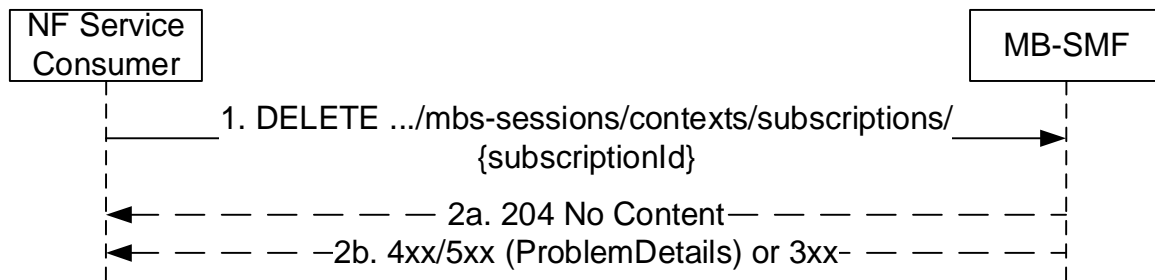 NF Service
Consumer
MB-SMF
1. DELETE .../mbs-sessions/contexts/subscriptions/
{subscriptionId}
2a. 204 No Content
2b. 4xx/5xx (ProblemDetails) or 3xx